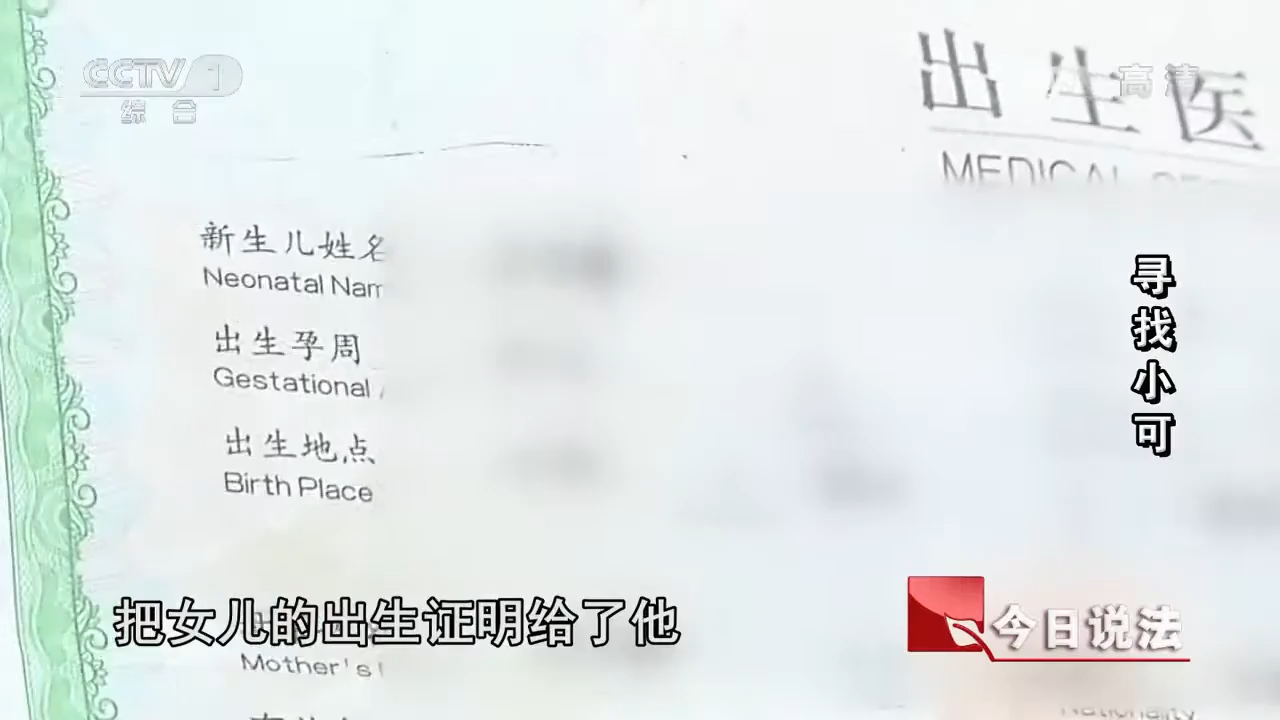 CCTV 1
综合
高清
出生医
MEDICAL
新生儿姓名
Neonatal Nam
出生孕周
Gestational
出生地点
Birth Place
寻找小可
把女儿的出生证明给了他
Mother's
今日说法
Nationality